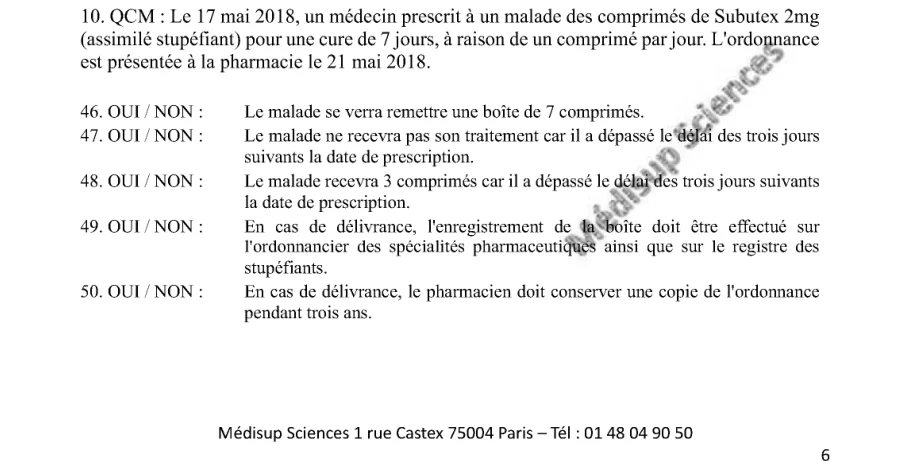 10. QCM : Le 17 mai 2018, un médecin prescrit à un malade des comprimés de Subutex 2mg
(assimilé stupéfiant) pour une cure de 7 jours, à raison de un comprimé par jour. L'ordonnance
est présentée à la pharmacie le 21 mai 2018.
46. OUI / NON : Le malade se verra remettre une boîte de 7 comprimés.
47. OUI / NON : Le malade ne recevra pas son traitement car il a dépassé le délai des trois jours
suivants la date de prescription.
48. OUI / NON : Le malade recevra 3 comprimés car il a dépassé le délai des trois jours suivants
la date de prescription.
49. OUI / NON : En cas de délivrance, l'enregistrement de la boîte doit être effectué sur
l'ordonnancier des spécialités pharmaceutiques ainsi que sur le registre des
stupéfiants.
50. OUI / NON : En cas de délivrance, le pharmacien doit conserver une copie de l'ordonnance
pendant trois ans.
Médisup Sciences
Médisup Sciences 1 rue Castex 75004 Paris – Tél : 01 48 04 90 50
6